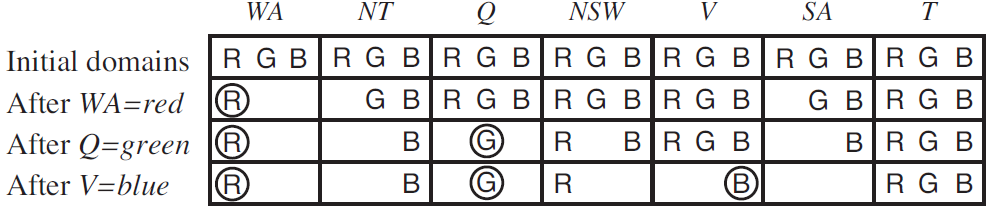 WA NT Q NSW V SA T
Initial domains R G B R G B R G B R G B R G B R G B R G B
After WA=red R G B R G B R G B R G B G B R G B
After Q=green R B G R B R G B B R G B
After V=blue R B G R B R G B